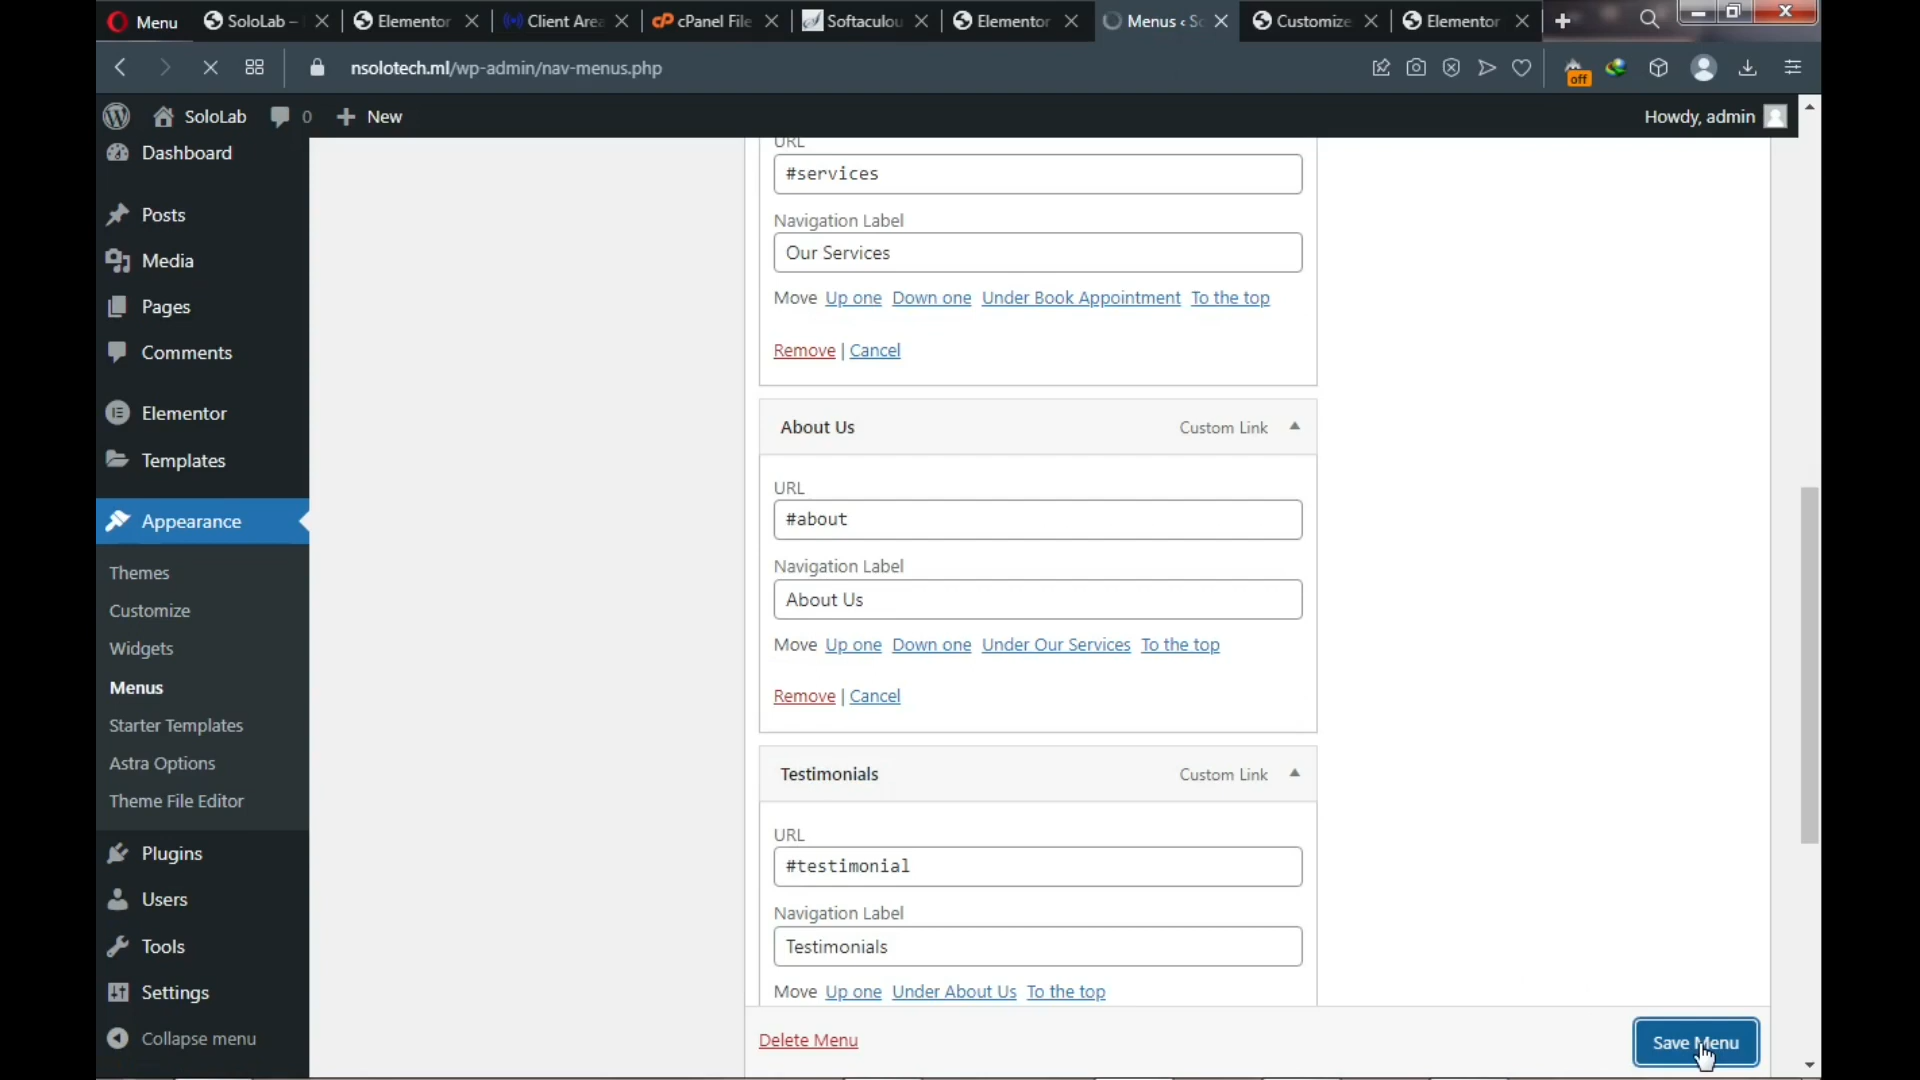 Menu
SoloLab –
Elementor
Client Area
cPanel File
Softaculou
Elementor
Menus ‹ So
Customize
Elementor
nsolotech.ml/wp-admin/nav-menus.php
off
SoloLab
0
New
Howdy, admin
Dashboard
Posts
Media
Pages
Comments
Elementor
Templates
Appearance
Themes
Customize
Widgets
Menus
Starter Templates
Astra Options
Theme File Editor
Plugins
Users
Tools
Settings
Collapse menu
URL
#services
Navigation Label
Our Services
Move Up one Down one Under Book Appointment To the top
Remove | Cancel
About Us Custom Link
URL
#about
Navigation Label
About Us
Move Up one Down one Under Our Services To the top
Remove | Cancel
Testimonials Custom Link
URL
#testimonial
Navigation Label
Testimonials
Move Up one Under About Us To the top
Delete Menu
Save Menu